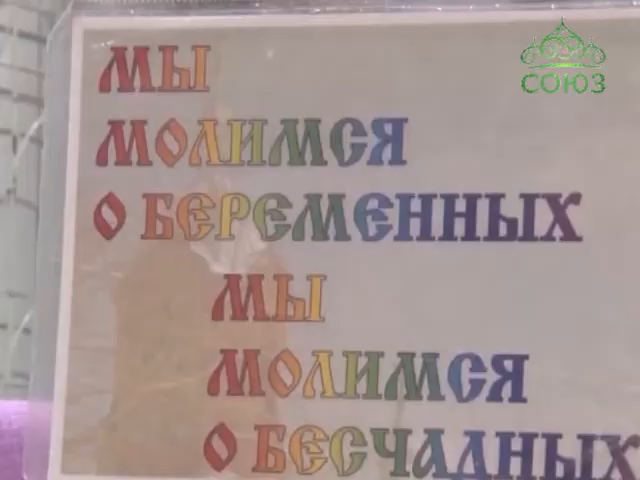 СОЮЗ
МЫ
МОЛИМСЯ
О БЕРЕМЕННЫХ
МЫ
МОЛИМСЯ
О БЕСЧАДНЫХ